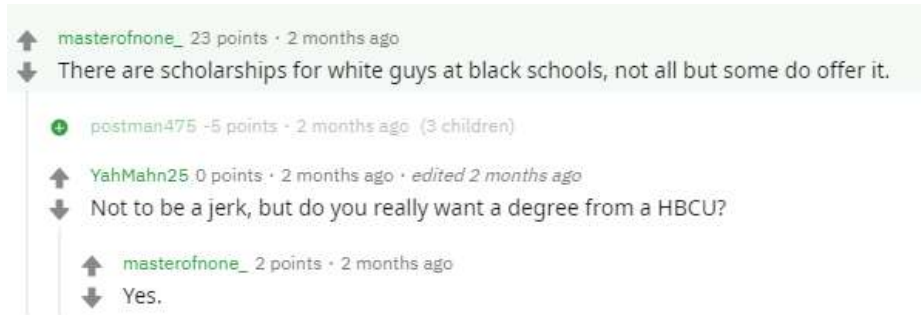 masterofnone_ 23 points · 2 months ago
There are scholarships for white guys at black schools, not all but some do offer it.
postman475 -5 points · 2 months ago (3 children)
YahMahn25 0 points · 2 months ago · edited 2 months ago
Not to be a jerk, but do you really want a degree from a HBCU?
masterofnone_ 2 points · 2 months ago
Yes.